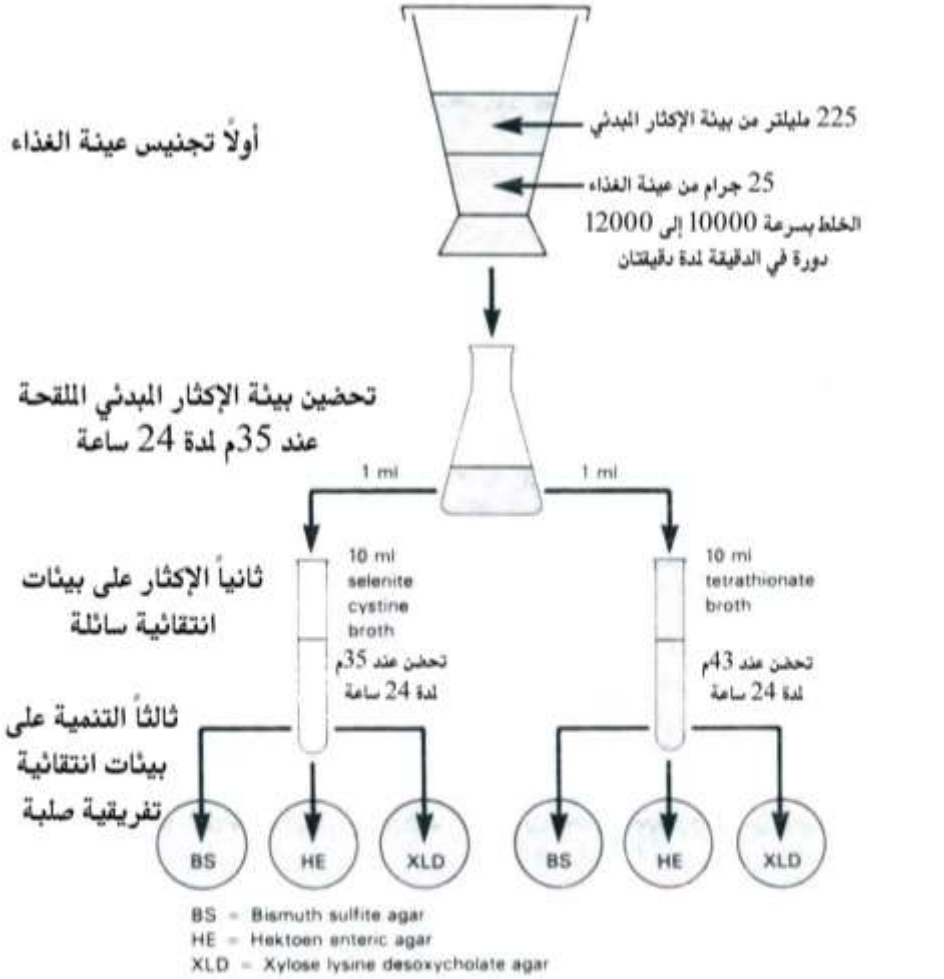 225 مليلتر من بيئة الإكثار المبدئي
أولاً تجنيس عينة الغذاء
25 جرام من عينة الغذاء
الخلط بسرعة 10000 إلى 12000
دورة في الدقيقة لمدة دقيقتان
تحضين بيئة الإكثار المبدئي الملقحة
عند 35م لمدة 24 ساعة
1 ml
1 ml
ثانياً الإكثار على بيئات
انتقائية سائلة
10 ml
selenite
cystine
broth
تحضن عند 35م
لمدة 24 ساعة
10 ml
tetrathionate
broth
تحضن عند 43م
لمدة 24 ساعة
ثالثاً التنمية على
بيئات انتقائية
تفريقية صلبة
BS
HE
XLD
BS
HE
XLD
BS = Bismuth sulfite agar
HE = Hektoen enteric agar
XLD = Xylose lysine desoxycholate agar